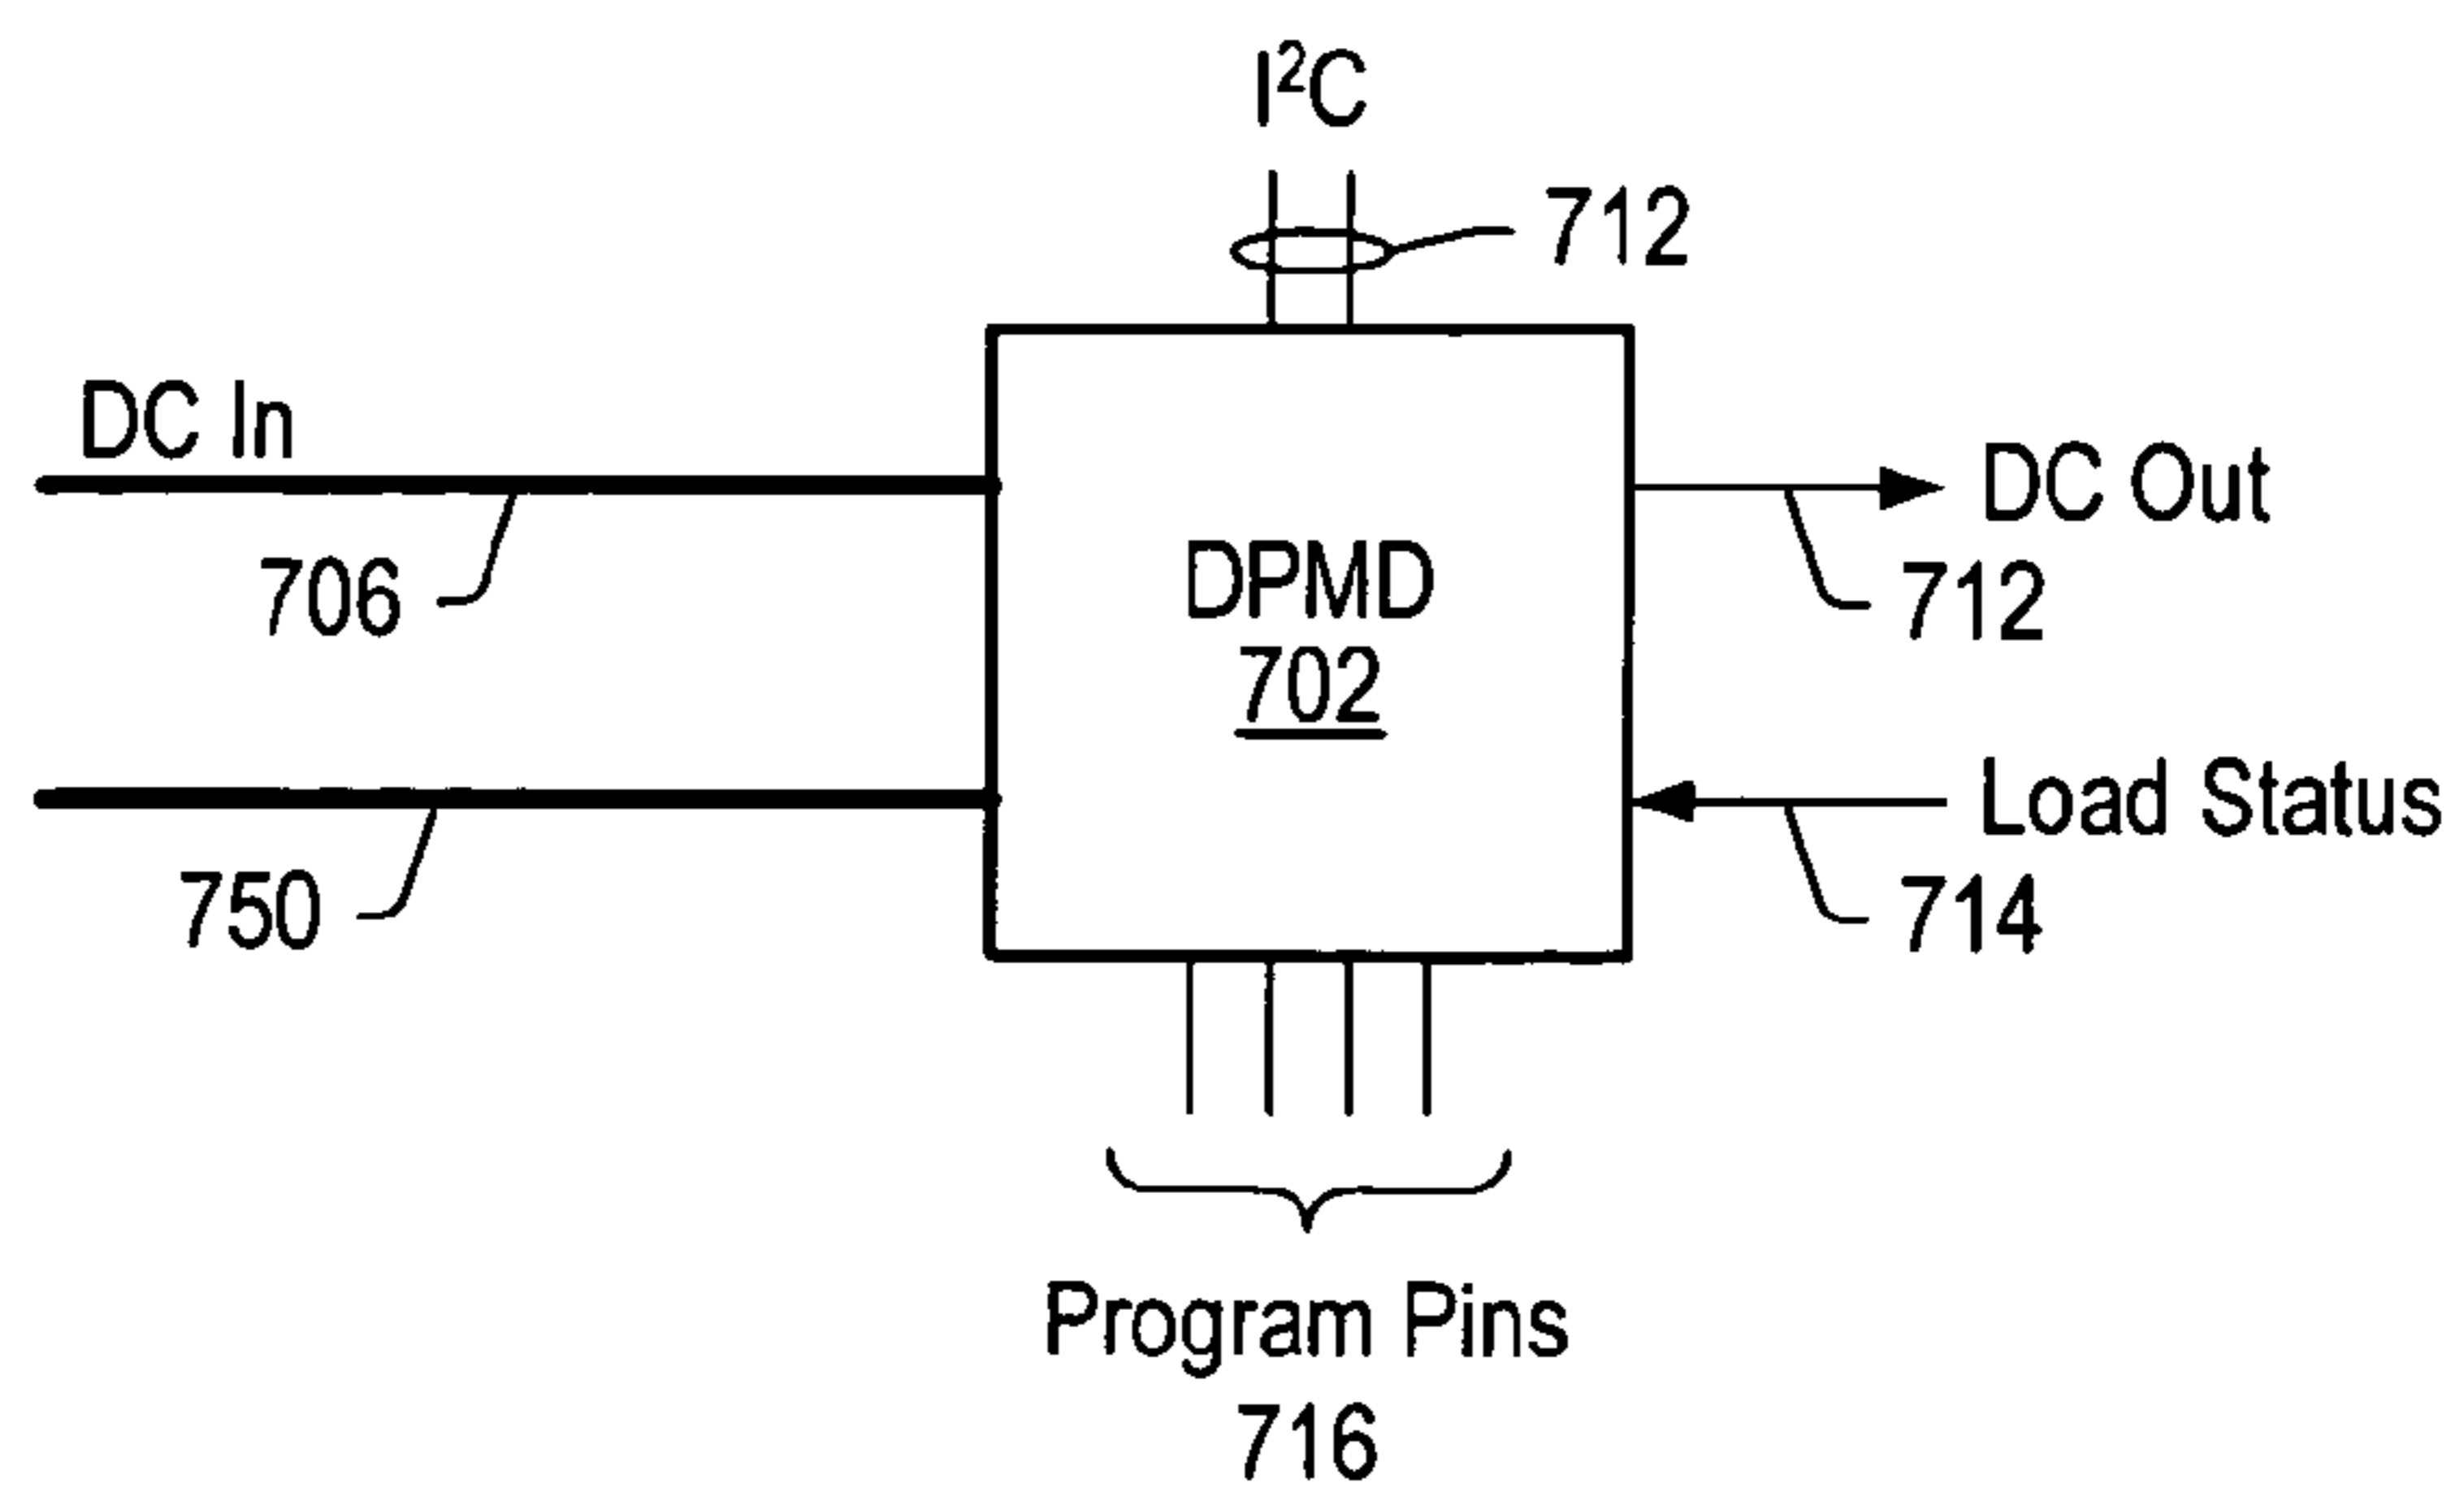 I²C
712
DC In
706
DC Out
712
DPMD
702
750
Load Status
714
Program Pins
716